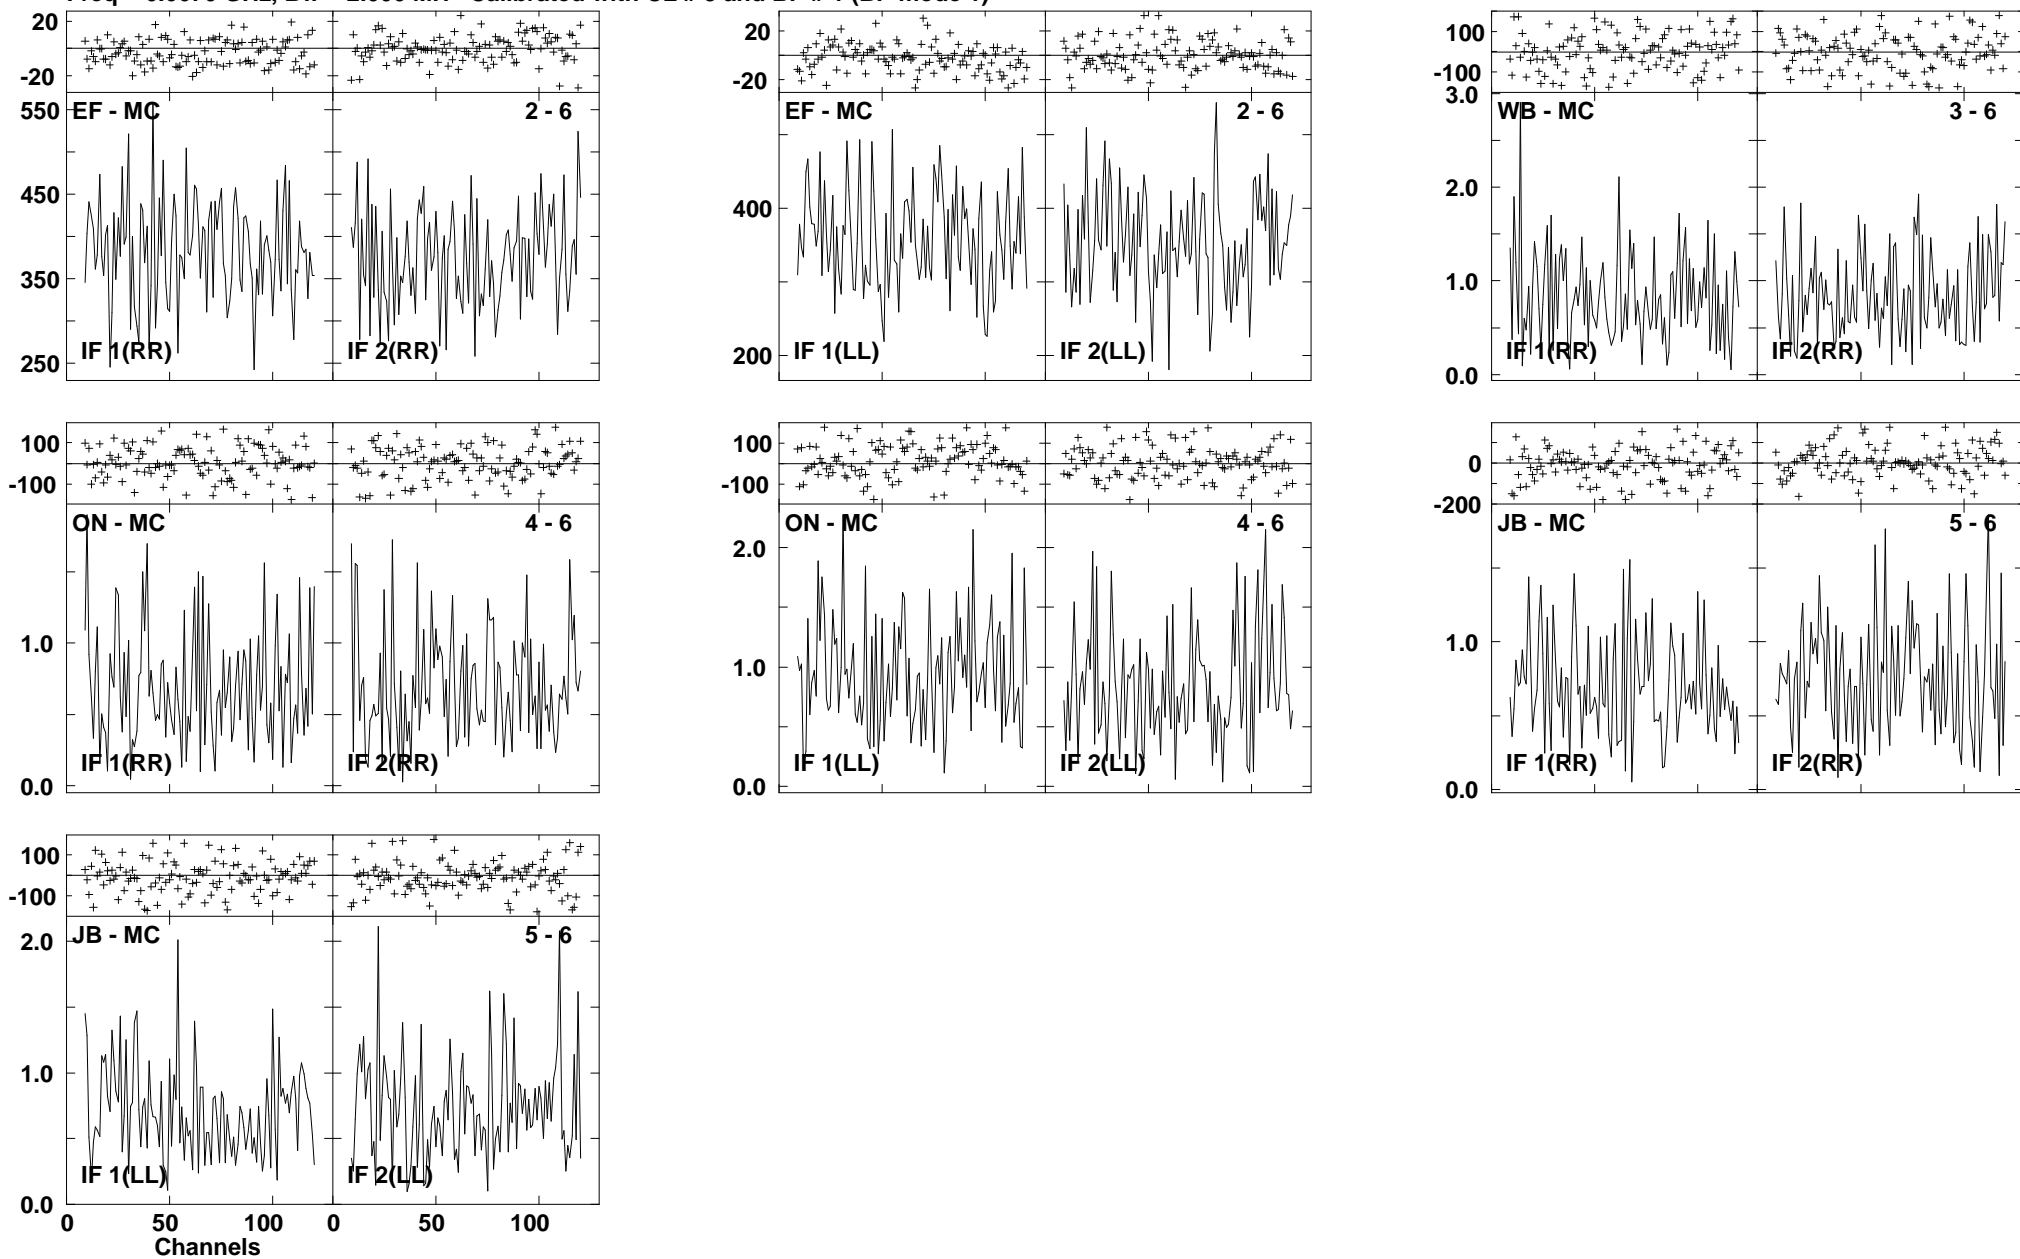 20
-20
550
450
350
250
EF - MC
2 - 6
IF 1(RR)
IF 2(RR)
20
-20
400
200
EF - MC
2 - 6
IF 1(LL)
IF 2(LL)
100
-100
3.0
2.0
1.0
0.0
WB - MC
3 - 6
IF 1(RR)
IF 2(RR)
100
-100
1.0
0.0
ON - MC
4 - 6
IF 1(RR)
IF 2(RR)
100
-100
2.0
1.0
0.0
ON - MC
4 - 6
IF 1(LL)
IF 2(LL)
0
-200
1.0
0.0
JB - MC
5 - 6
IF 1(RR)
IF 2(RR)
100
-100
2.0
1.0
0.0
JB - MC
5 - 6
IF 1(LL)
IF 2(LL)
0 50 100 0 50 100
Channels